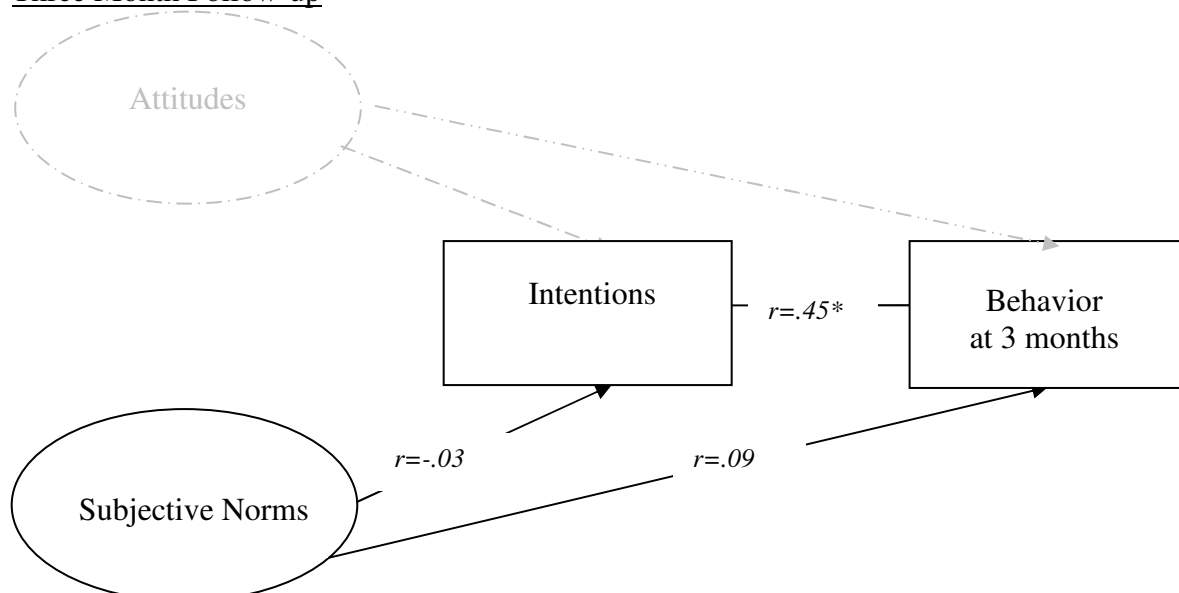 Three Month Follow-up
Attitudes
Intentions
r=.45*
Behavior
at 3 months
r=-.03
r=.09
Subjective Norms